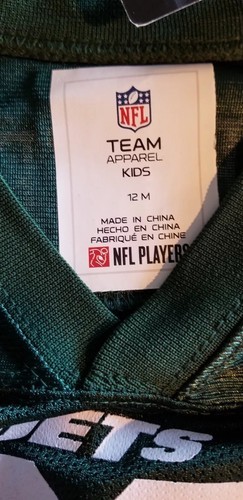 NFL
TEAM
APPAREL
KIDS
12 M
MADE IN CHINA
HECHO EN CHINA
FABRIQUÉ EN CHINE
NFL PLAYERS
JETS